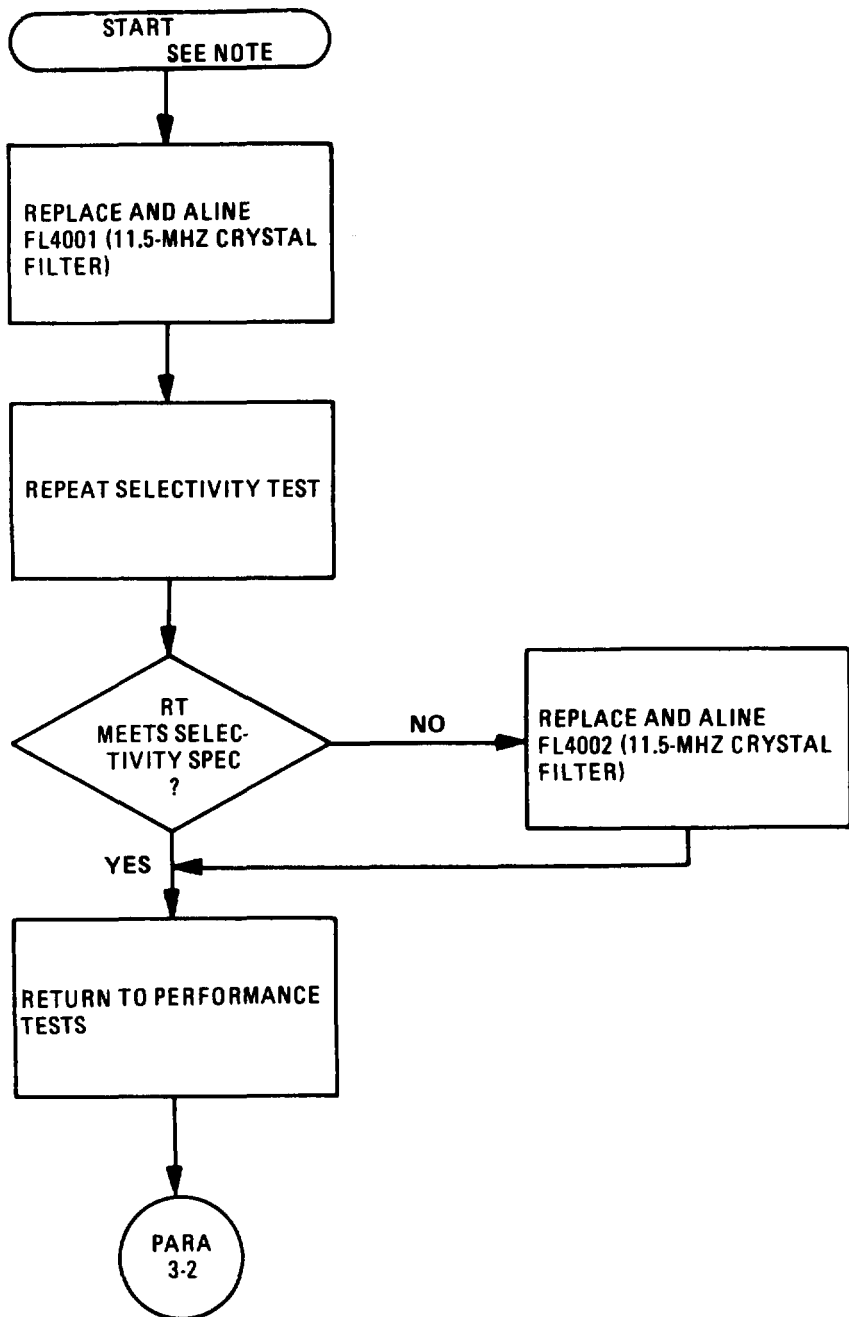 START
SEE NOTE
REPLACE AND ALINE
FL4001 (11.5-MHZ CRYSTAL
FILTER)
REPEAT SELECTIVITY TEST
RT
MEETS SELEC-
TIVITY SPEC
?
NO
REPLACE AND ALINE
FL4002 (11.5-MHZ CRYSTAL
FILTER)
YES
RETURN TO PERFORMANCE
TESTS
PARA
3-2